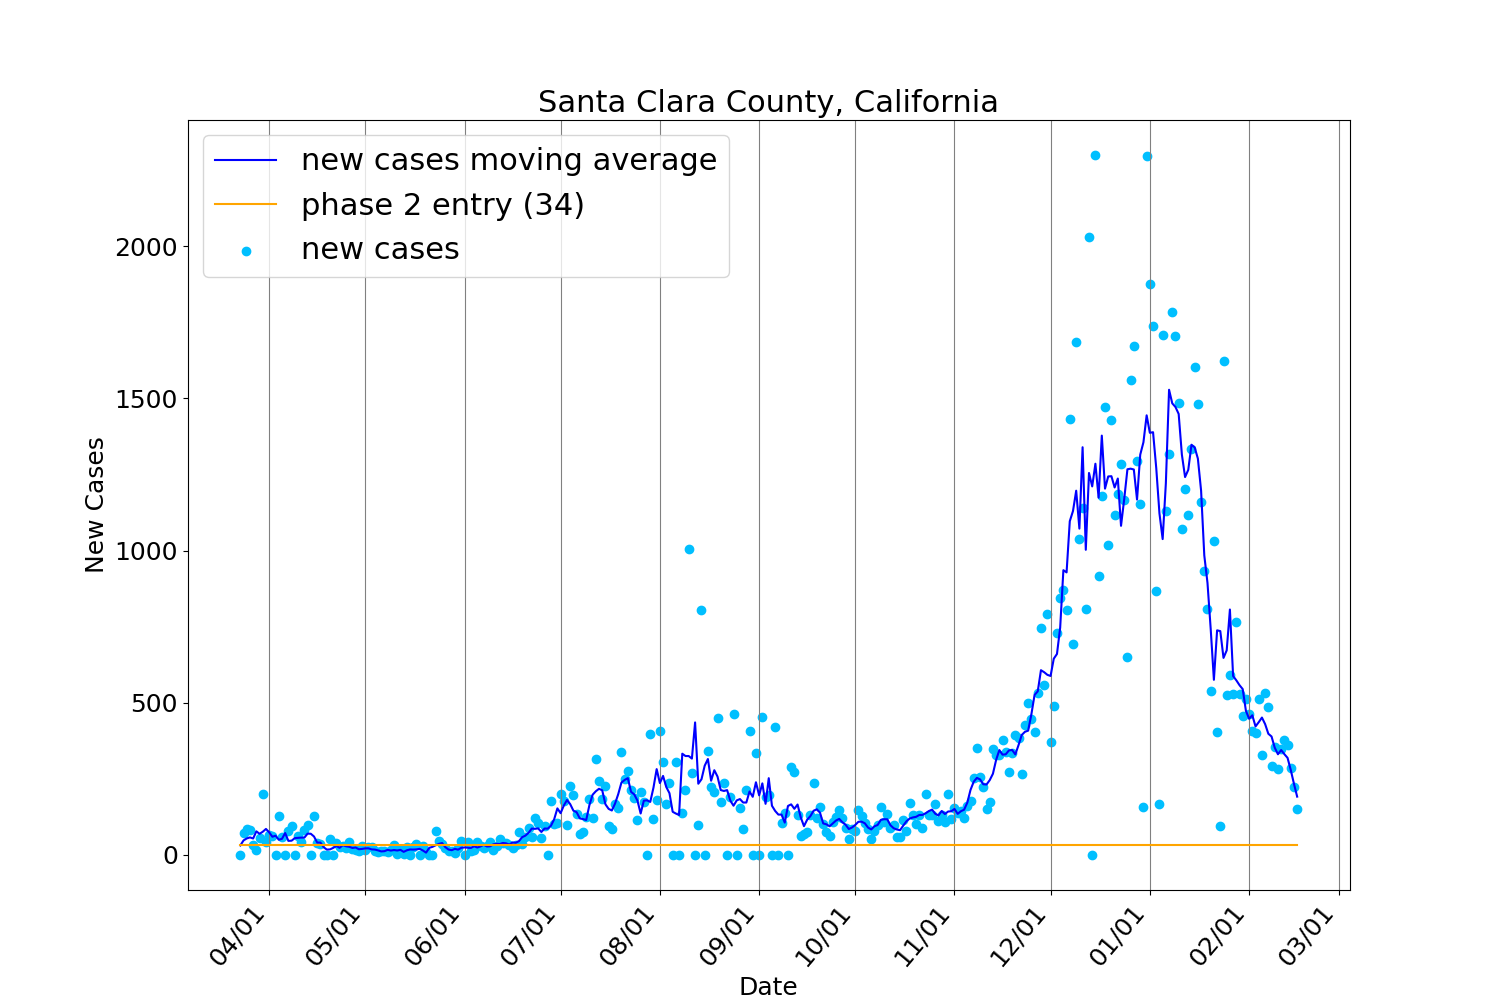 Santa Clara County, California
new cases moving average
phase 2 entry (34)
new cases
2000
1500
1000
500
0
New Cases
04/01
05/01
06/01
07/01
08/01
09/01
10/01
11/01
12/01
01/01
02/01
03/01
Date